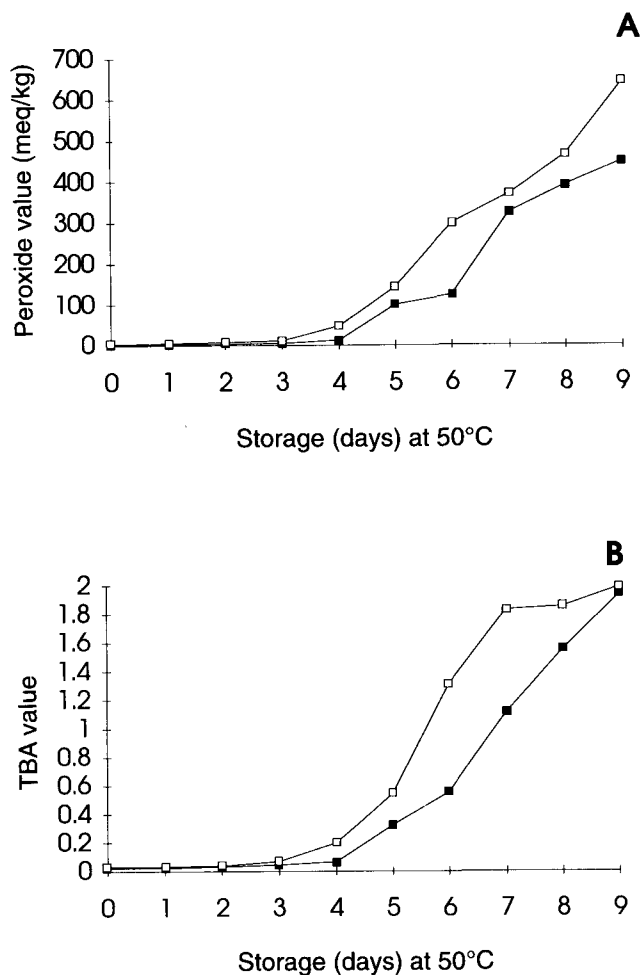 A
Peroxide value (meq/kg)
700
600
500
400
300
200
100
0
0 1 2 3 4 5 6 7 8 9
Storage (days) at 50°C
B
TBA value
2
1.8
1.6
1.4
1.2
1
0.8
0.6
0.4
0.2
0
0 1 2 3 4 5 6 7 8 9
Storage (days) at 50°C